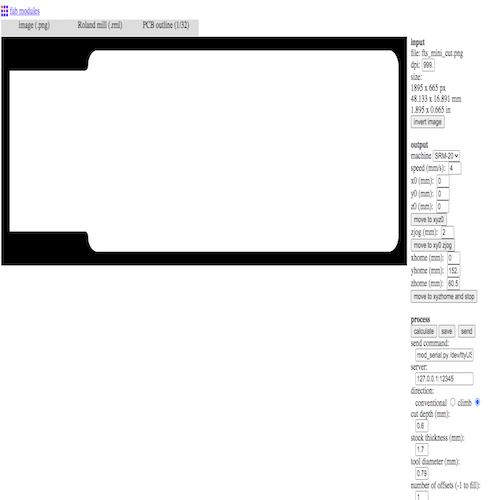 fab modules
image (.png) Roland mill (.rml) PCB outline (1/32)
input
file: fts_mini_cut.png
dpi: 999.
size:
1895 x 665 px
48.133 x 16.891 mm
1.895 x 0.665 in
invert image
output
machine SRM-20
speed (mm/s): 4
x0 (mm): 0
y0 (mm): 0
z0 (mm): 0
move to xyz0
zjog (mm): 2
move to xy0 zjog
xhome (mm): 0
yhome (mm): 152.
zhome (mm): 60.5
move to xyzhome and stop
process
calculate save send
send command:
mod_serial.py /dev/ttyUS
server:
127.0.0.1:12345
direction:
conventional climb
cut depth (mm):
0.6
stock thickness (mm):
1.7
tool diameter (mm):
0.79
number of offsets (-1 to fill):
1